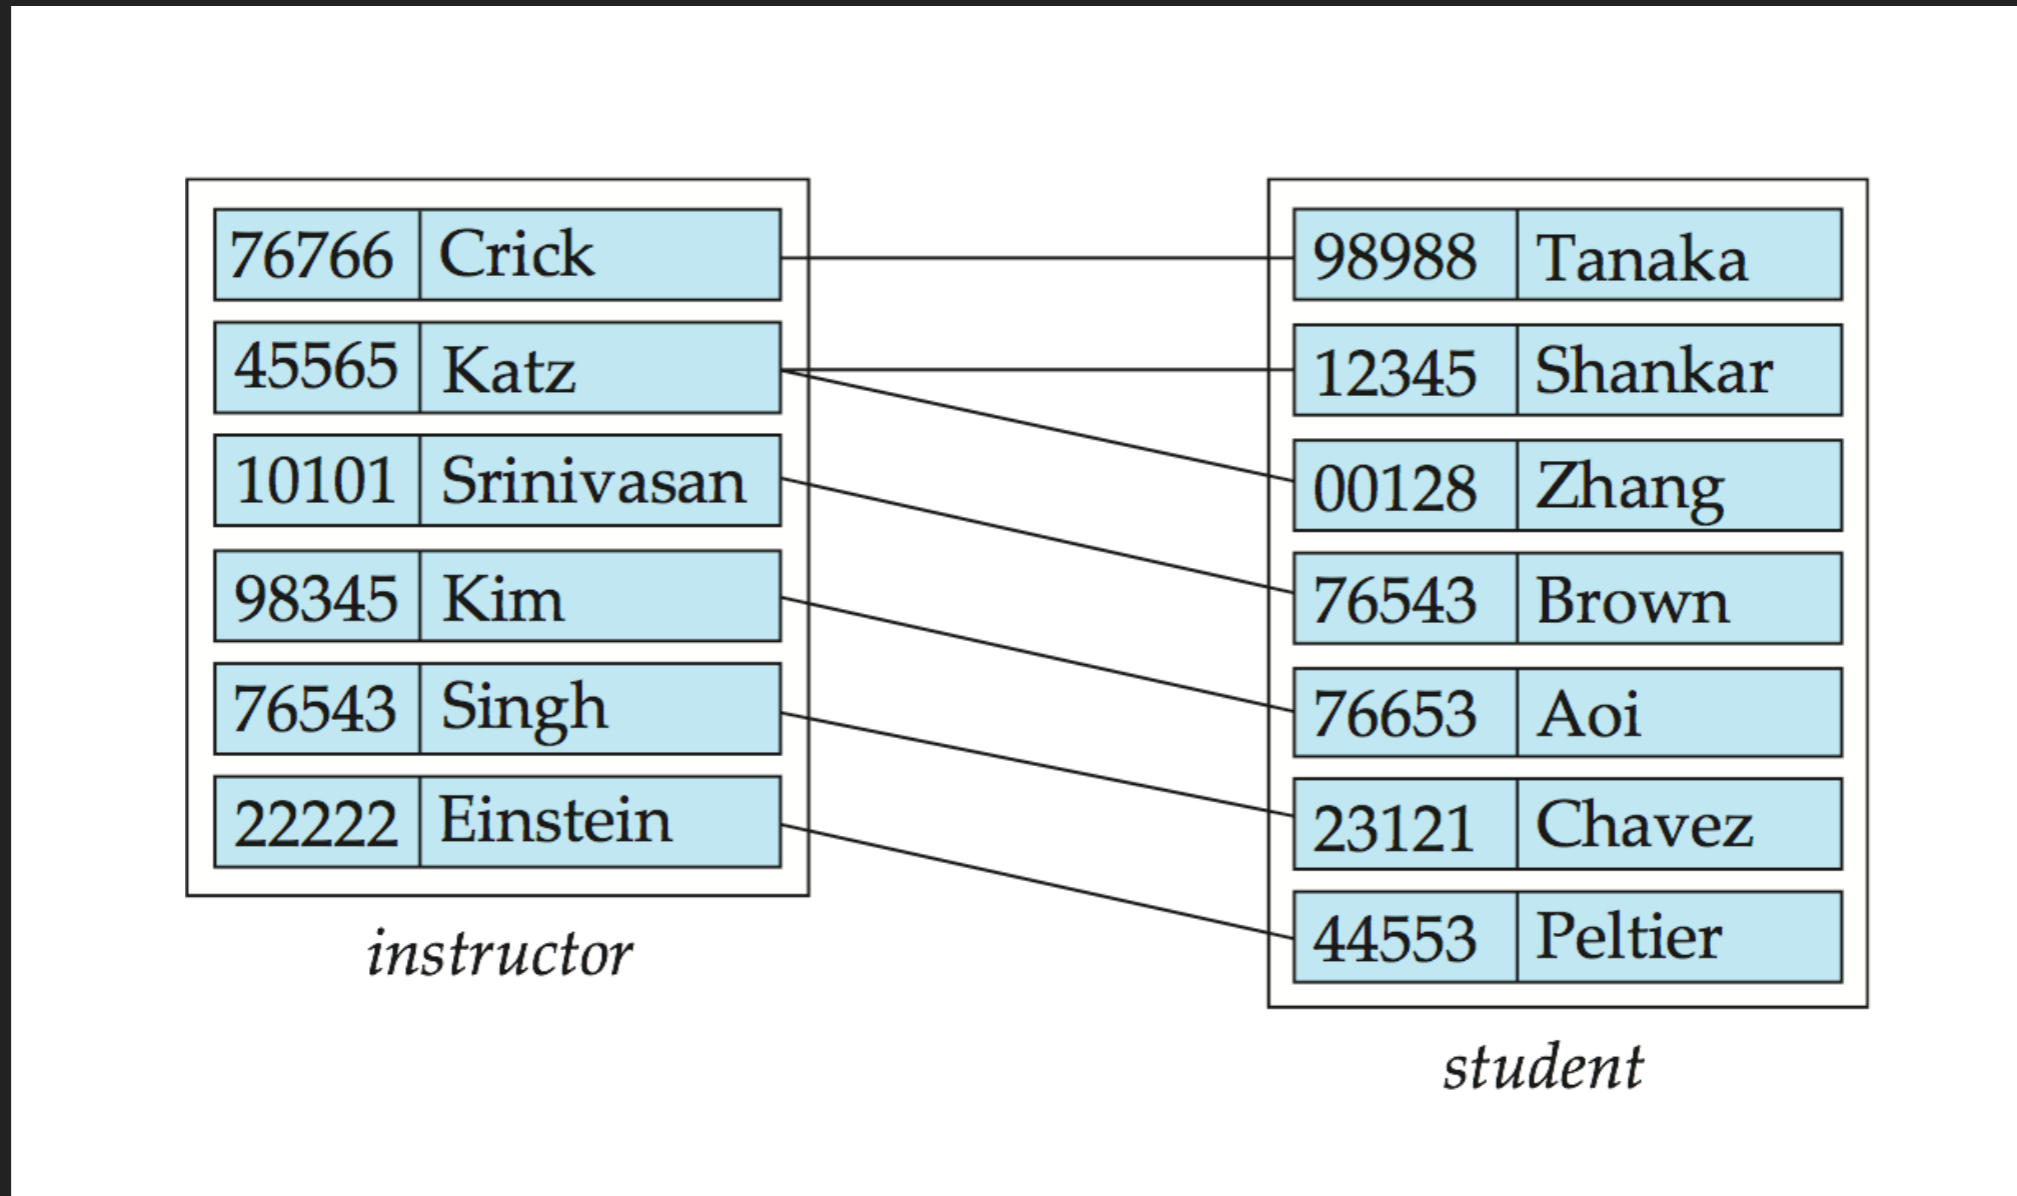 76766 Crick
45565 Katz
10101 Srinivasan
98345 Kim
76543 Singh
22222 Einstein
instructor
98988 Tanaka
12345 Shankar
00128 Zhang
76543 Brown
76653 Aoi
23121 Chavez
44553 Peltier
student